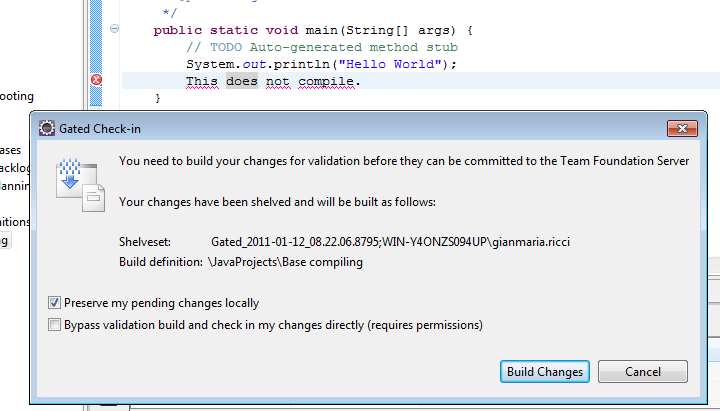 */
public static void main(String[] args) {
// TODO Auto-generated method stub
System.out.println("Hello World");
This does not compile.
}
ooting
ases
acklog
lannin
nitions
g
Gated Check-in
You need to build your changes for validation before they can be committed to the Team Foundation Server
Your changes have been shelved and will be built as follows:
Shelveset: Gated_2011-01-12_08.22.06.8795;WIN-Y4ONZS094UP\gianmaria.ricci
Build definition: \JavaProjects\Base compiling
Preserve my pending changes locally
Bypass validation build and check in my changes directly (requires permissions)
Build Changes Cancel